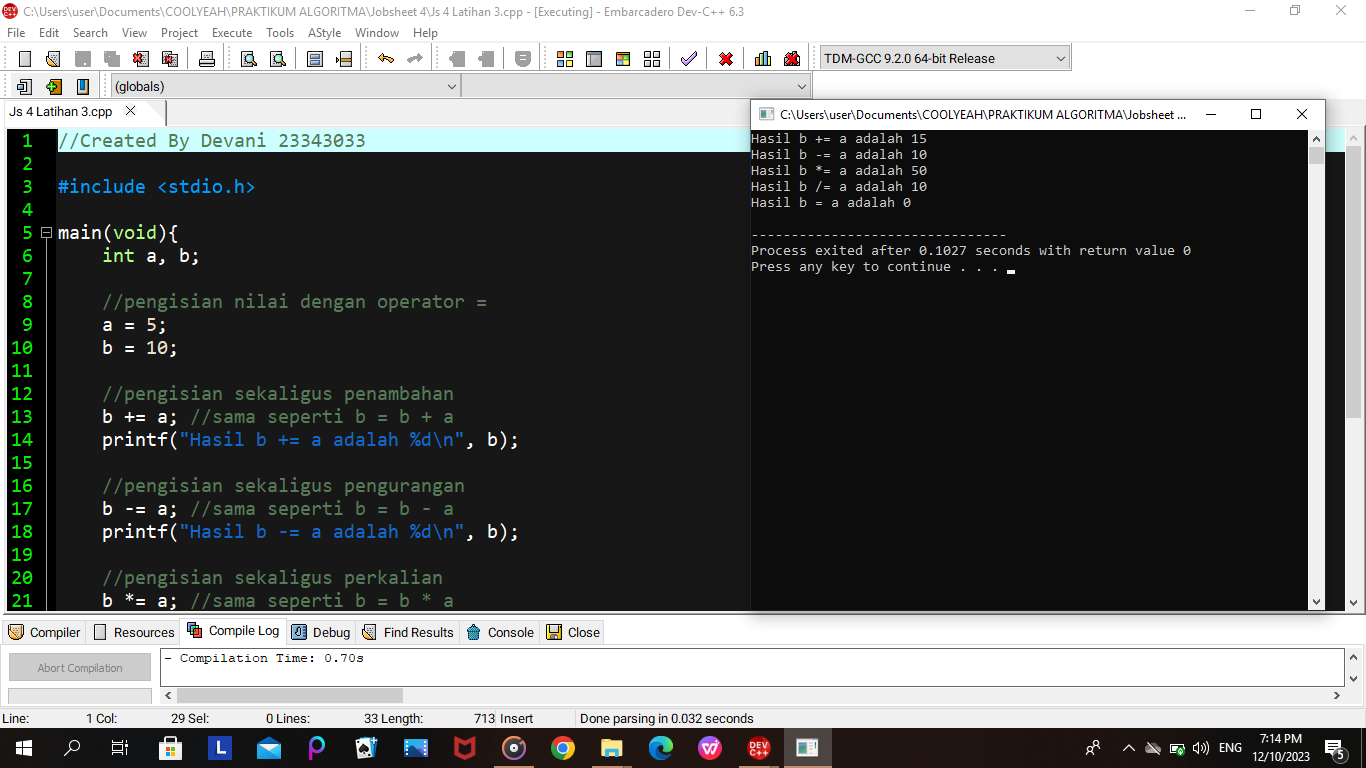 C:\Users\user\Documents\COOLYEAH\PRAKTIKUM ALGORITMA\Jobsheet 4\Js 4 Latihan 3.cpp - [Executing] - Embarcadero Dev-C++ 6.3
File Edit Search View Project Execute Tools AStyle Window Help
TDM-GCC 9.2.0 64-bit Release
(globals)
Js 4 Latihan 3.cpp
1 //Created By Devani 23343033
2
3 #include <stdio.h>
4
5 main(void){
6 int a, b;
7
8 //pengisian nilai dengan operator =
9 a = 5;
10 b = 10;
11
12 //pengisian sekaligus penambahan
13 b += a; //sama seperti b = b + a
14 printf("Hasil b += a adalah %d\n", b);
15
16 //pengisian sekaligus pengurangan
17 b -= a; //sama seperti b = b - a
18 printf("Hasil b -= a adalah %d\n", b);
19
20 //pengisian sekaligus perkalian
21 b *= a; //sama seperti b = b * a
C:\Users\user\Documents\COOLYEAH\PRAKTIKUM ALGORITMA\Jobsheet ...
Hasil b += a adalah 15
Hasil b -= a adalah 10
Hasil b *= a adalah 50
Hasil b /= a adalah 10
Hasil b = a adalah 0
--------------------------------
Process exited after 0.1027 seconds with return value 0
Press any key to continue . . .
Compiler Resources Compile Log Debug Find Results Console Close
Abort Compilation
- Compilation Time: 0.70s
Line: 1 Col: 29 Sel: 0 Lines: 33 Length: 713 Insert Done parsing in 0.032 seconds
L
DEV C++
ENG
7:14 PM
12/10/2023
5